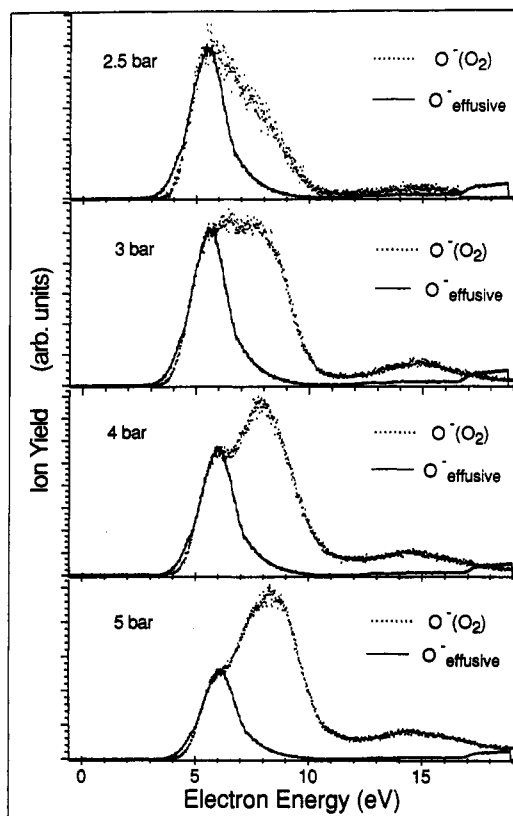 2.5 bar
O⁻(O₂)
O⁻effusive
3 bar
O⁻(O₂)
O⁻effusive
4 bar
O⁻(O₂)
O⁻effusive
5 bar
O⁻(O₂)
O⁻effusive
Ion Yield (arb. units)
0 5 10 15
Electron Energy (eV)